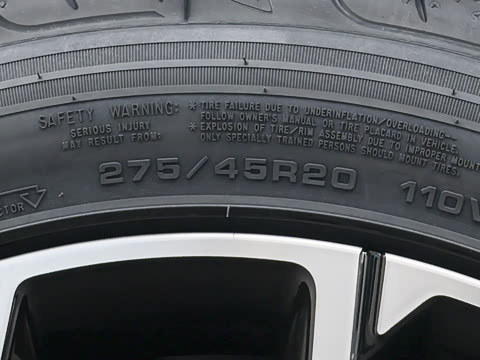 SAFETY WARNING:
SERIOUS INJURY
MAY RESULT FROM:
* TIRE FAILURE DUE TO UNDERINFLATION/OVERLOADING-
FOLLOW OWNER'S MANUAL OR TIRE PLACARD IN VEHICLE.
* EXPLOSION OF TIRE/RIM ASSEMBLY DUE TO IMPROPER MOUNT
ONLY SPECIALLY TRAINED PERSONS SHOULD MOUNT TIRES.
275/45R20
110V
CTOR